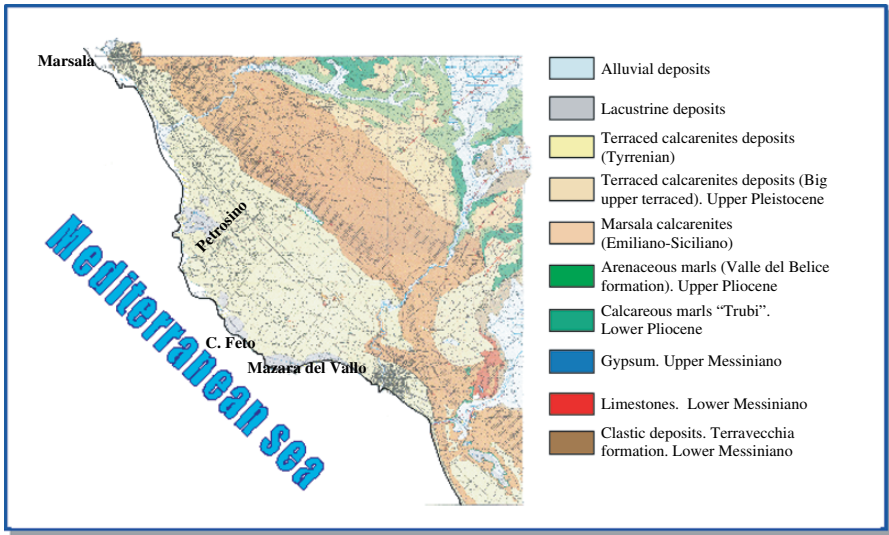 Marsala
Petrosino
Mediterranean sea
C. Feto
Mazara del Vallo
Alluvial deposits
Lacustrine deposits
Terraced calcarenites deposits
(Tyrrenian)
Terraced calcarenites deposits (Big
upper terraced). Upper Pleistocene
Marsala calcarenites
(Emiliano-Siciliano)
Arenaceous marls (Valle del Belice
formation). Upper Pliocene
Calcareous marls “Trubi”.
Lower Pliocene
Gypsum. Upper Messiniano
Limestones. Lower Messiniano
Clastic deposits. Terravecchia
formation. Lower Messiniano